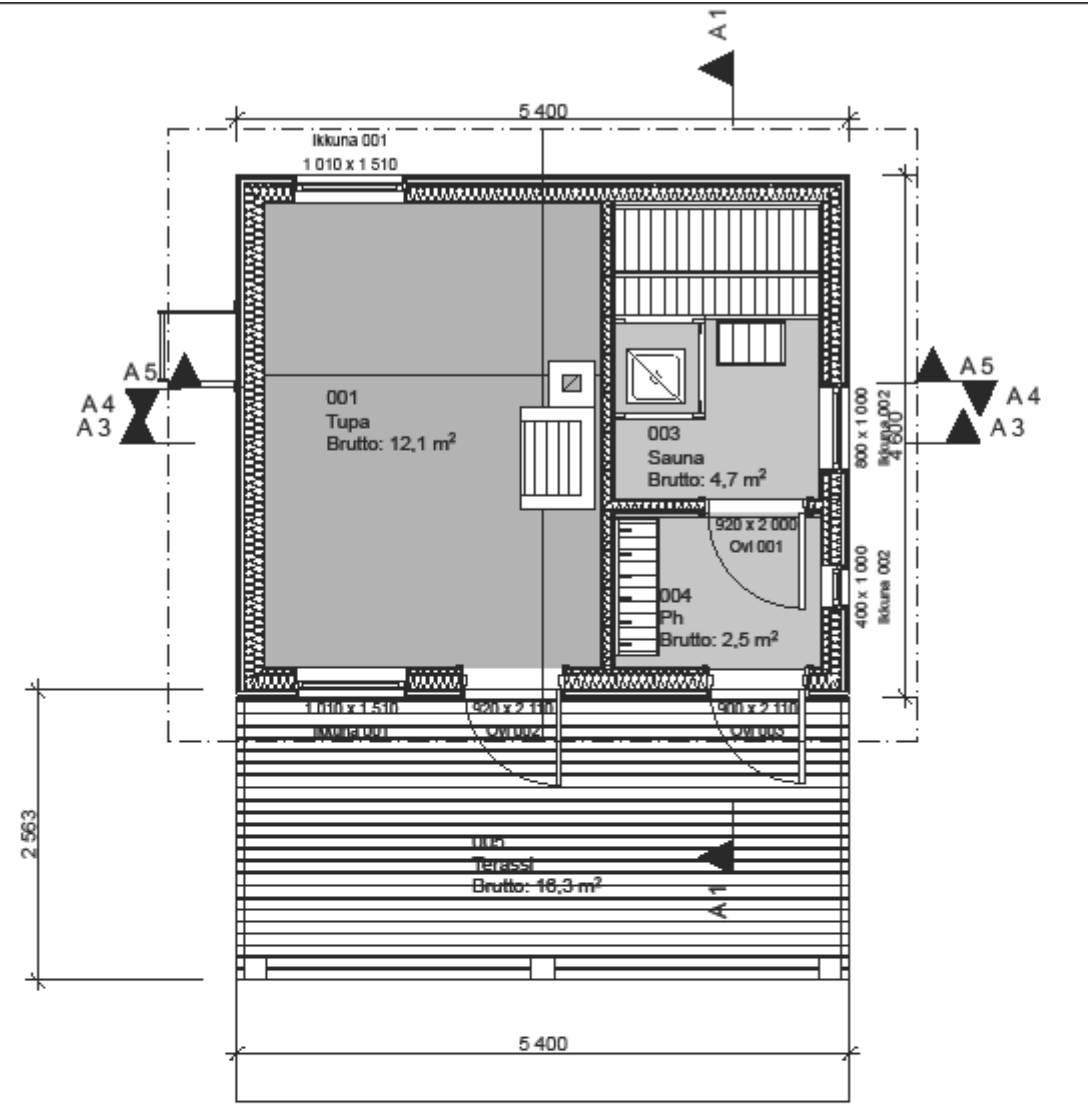 A 1
5 400
Ikkuna 001
1 010 x 1 510
A 5
A 4
A 3
001
Tupa
Brutto: 12,1 m²
003
Sauna
Brutto: 4,7 m²
800 x 1 000
Ikkuna 002
4 600
A 5
A 4
A 3
920 x 2 000
Ovi 001
004
Ph
Brutto: 2,5 m²
400 x 1 000
Ikkuna 002
1 010 x 1 510
Ikkuna 001
920 x 2 110
Ovi 002
900 x 2 110
Ovi 003
2 563
005
Terassi
Brutto: 16,3 m²
A 1
5 400